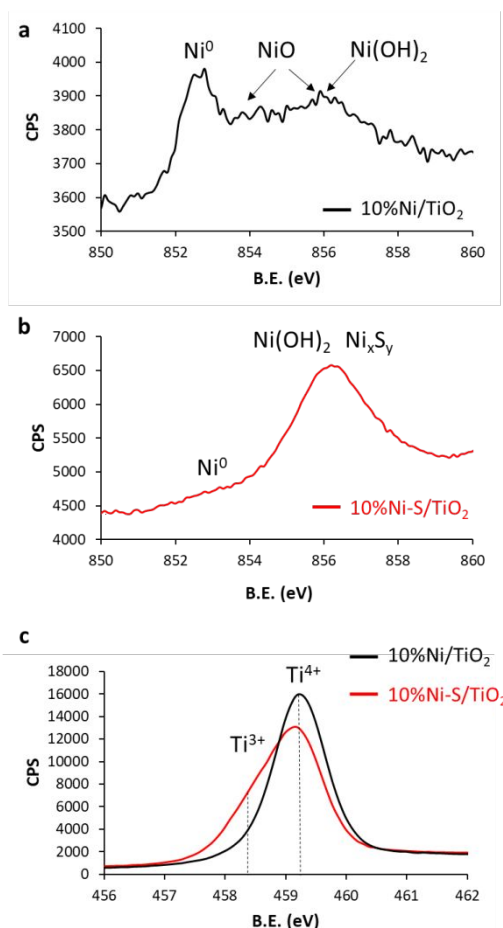 a
4100
Ni⁰
NiO
Ni(OH)₂
4000
3900
CPS
3800
3700
3600
10%Ni/TiO₂
3500
850 852 854 856 858 860
B.E. (eV)
b
7000
Ni(OH)₂ NiₓSᵧ
6500
6000
CPS
5500
5000
Ni⁰
4500
10%Ni-S/TiO₂
4000
850 852 854 856 858 860
B.E. (eV)
c
10%Ni/TiO₂
18000
Ti⁴⁺
10%Ni-S/TiO₂
16000
14000
12000
Ti³⁺
CPS
10000
8000
6000
4000
2000
0
456 457 458 459 460 461 462
B.E. (eV)